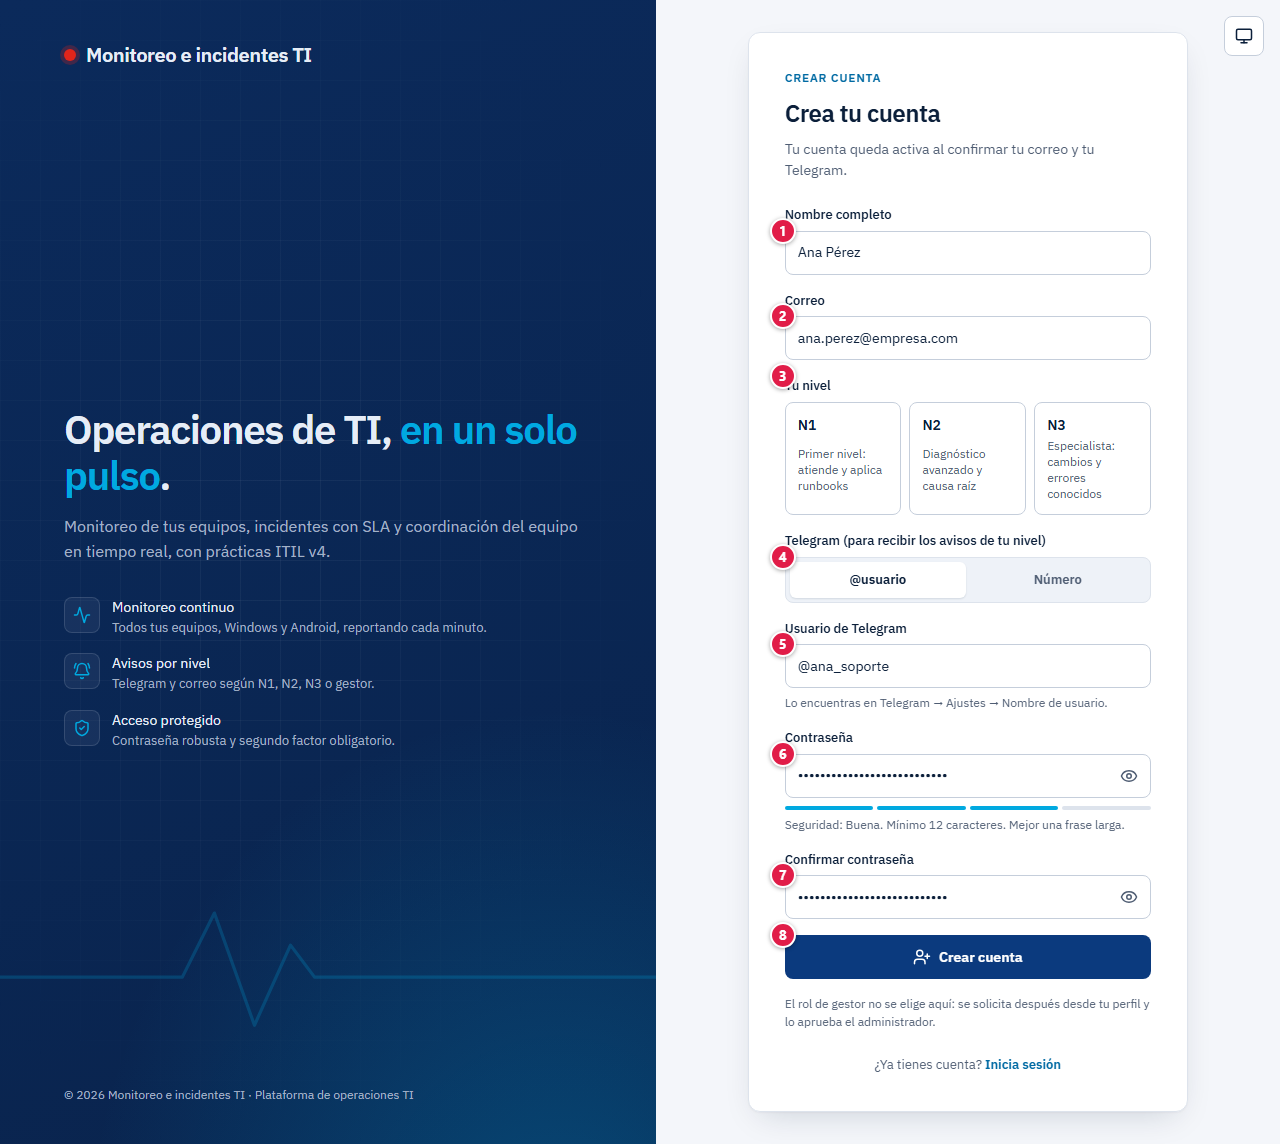 Monitoreo e incidentes TI
Operaciones de TI, en un solo
pulso.
Monitoreo de tus equipos, incidentes con SLA y coordinación del equipo
en tiempo real, con prácticas ITIL v4.
Monitoreo continuo
Todos tus equipos, Windows y Android, reportando cada minuto.
Avisos por nivel
Telegram y correo según N1, N2, N3 o gestor.
Acceso protegido
Contraseña robusta y segundo factor obligatorio.
© 2026 Monitoreo e incidentes TI · Plataforma de operaciones TI
CREAR CUENTA
Crea tu cuenta
Tu cuenta queda activa al confirmar tu correo y tu
Telegram.
Nombre completo
1
Ana Pérez
Correo
2
ana.perez@empresa.com
3
Tu nivel
N1
Primer nivel:
atiende y aplica
runbooks
N2
Diagnóstico
avanzado y
causa raíz
N3
Especialista:
cambios y
errores
conocidos
Telegram (para recibir los avisos de tu nivel)
4
@usuario
Número
Usuario de Telegram
5
@ana_soporte
Lo encuentras en Telegram → Ajustes → Nombre de usuario.
Contraseña
6
•••••••••••••••••••••••••••
Seguridad: Buena. Mínimo 12 caracteres. Mejor una frase larga.
Confirmar contraseña
7
•••••••••••••••••••••••••••
8
Crear cuenta
El rol de gestor no se elige aquí: se solicita después desde tu perfil y
lo aprueba el administrador.
¿Ya tienes cuenta? Inicia sesión